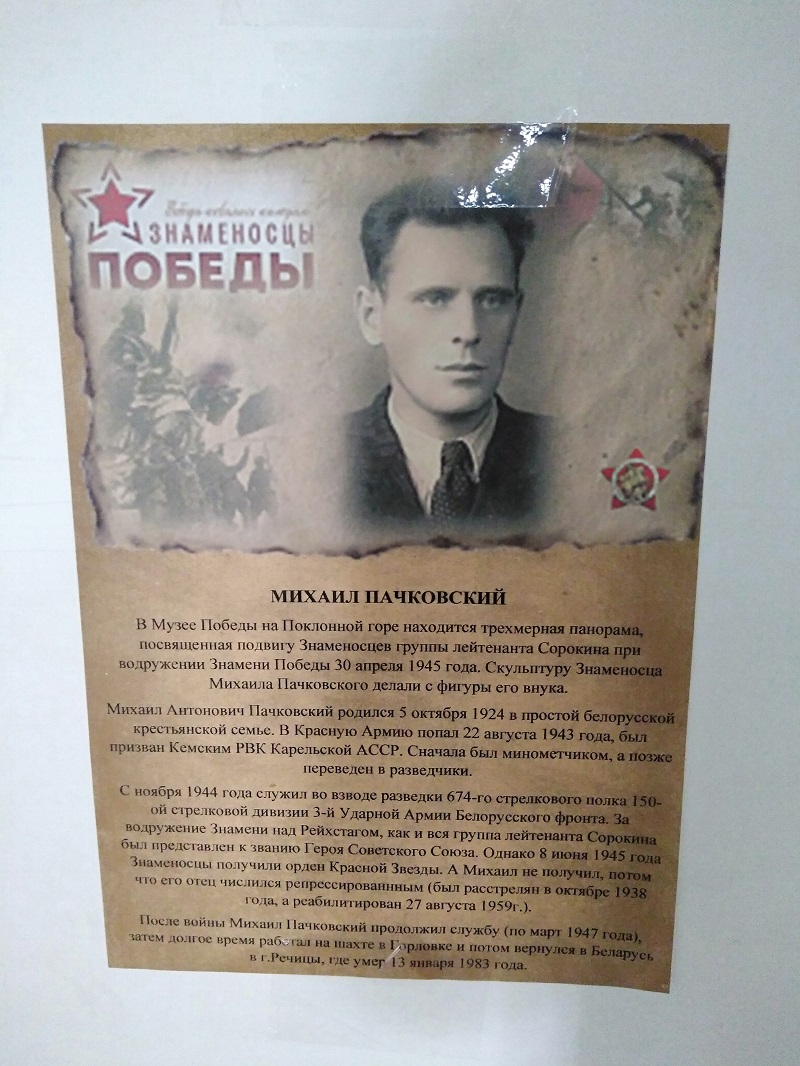 ЗНАМЕНОСЦЫ
ПОБЕДЫ
МИХАИЛ ПАЧКОВСКИЙ
В Музее Победы на Поклонной горе находится трехмерная панорама,
посвященная подвигу Знаменосцев группы лейтенанта Сорокина при
водружении Знамени Победы 30 апреля 1945 года. Скульптуру Знаменосца
Михаила Пачковского делали с фигуры его внука.
Михаил Антонович Пачковский родился 5 октября 1924 в простой белорусской
крестьянской семье. В Красную Армию попал 22 августа 1943 года, был
призван Кемским РВК Карельской АССР. Сначала был минометчиком, а позже
переведен в разведчики.
С ноября 1944 года служил во взводе разведки 674-го стрелкового полка 150-
ой стрелковой дивизии 3-й Ударной Армии Белорусского фронта. За
водружение Знамени над Рейхстагом, как и вся группа лейтенанта Сорокина
был представлен к званию Героя Советского Союза. Однако 8 июня 1945 года
Знаменосцы получили орден Красной Звезды. А Михаил не получил, потом
что его отец числился репрессированнным (был расстрелян в октябре 1938
года, а реабилитирован 27 августа 1959г.).
После войны Михаил Пачковский продолжил службу (по март 1947 года),
затем долгое время работал на шахте в Горловке и потом вернулся в Беларусь
в г.Речицы, где умер 13 января 1983 года.